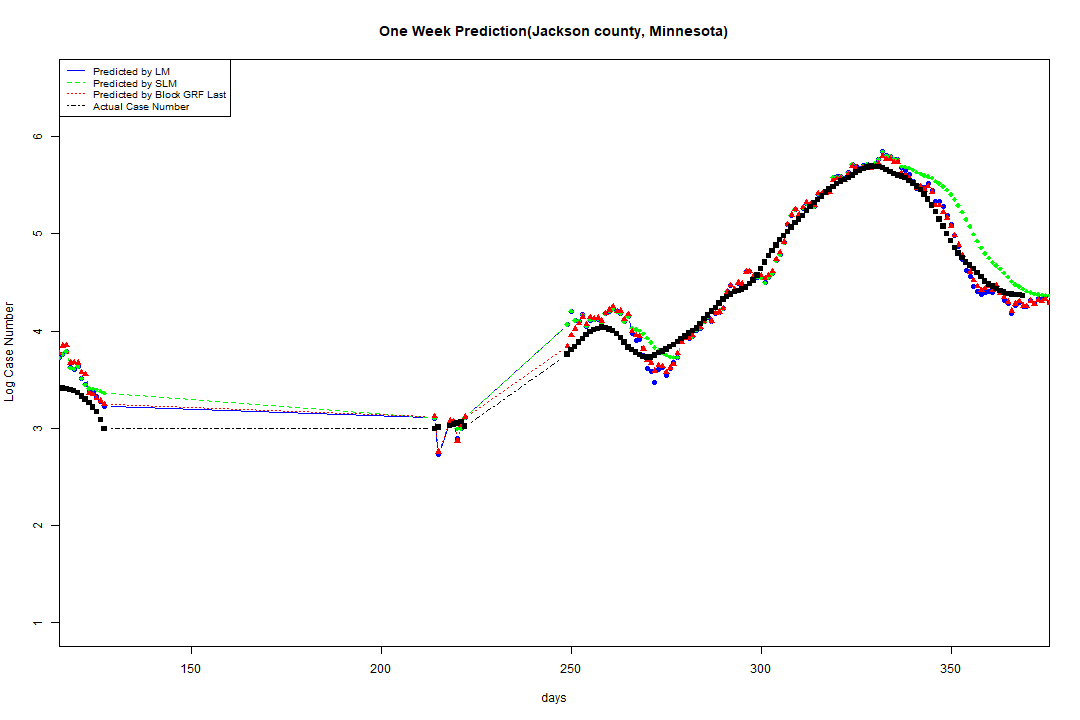 One Week Prediction(Jackson county, Minnesota)
Predicted by LM
Predicted by SLM
Predicted by Block GRF Last
Actual Case Number
Log Case Number
6
5
4
3
2
1
150
200
250
300
350
days